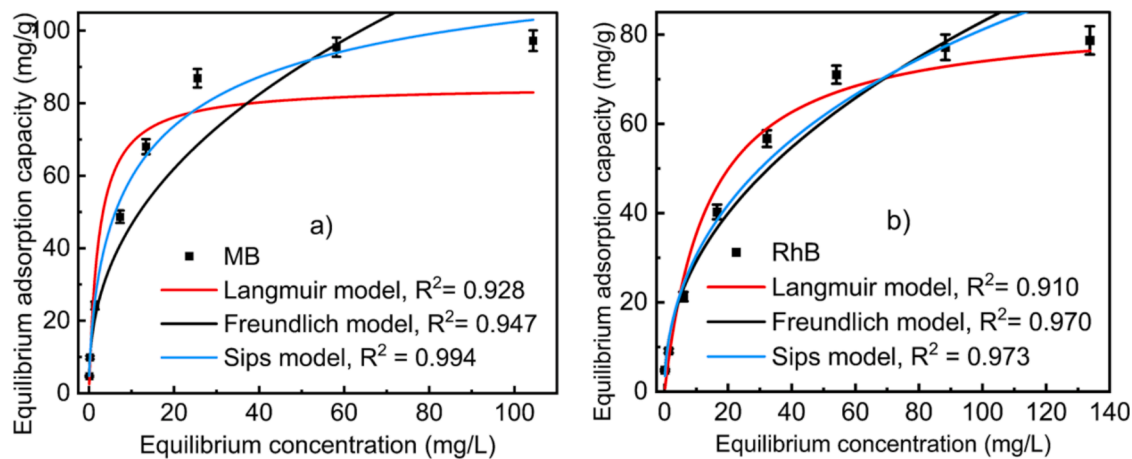 Equilibrium adsorption capacity (mg/g)
100
80
60
40
20
0
a)
MB
Langmuir model, R²= 0.928
Freundlich model, R²= 0.947
Sips model, R² = 0.994
0 20 40 60 80 100
Equilibrium concentration (mg/L)
Equilibrium adsorption capacity (mg/g)
80
60
40
20
0
b)
RhB
Langmuir model, R²= 0.910
Freundlich model, R²= 0.970
Sips model, R² = 0.973
0 20 40 60 80 100 120 140
Equilibrium concentration (mg/L)